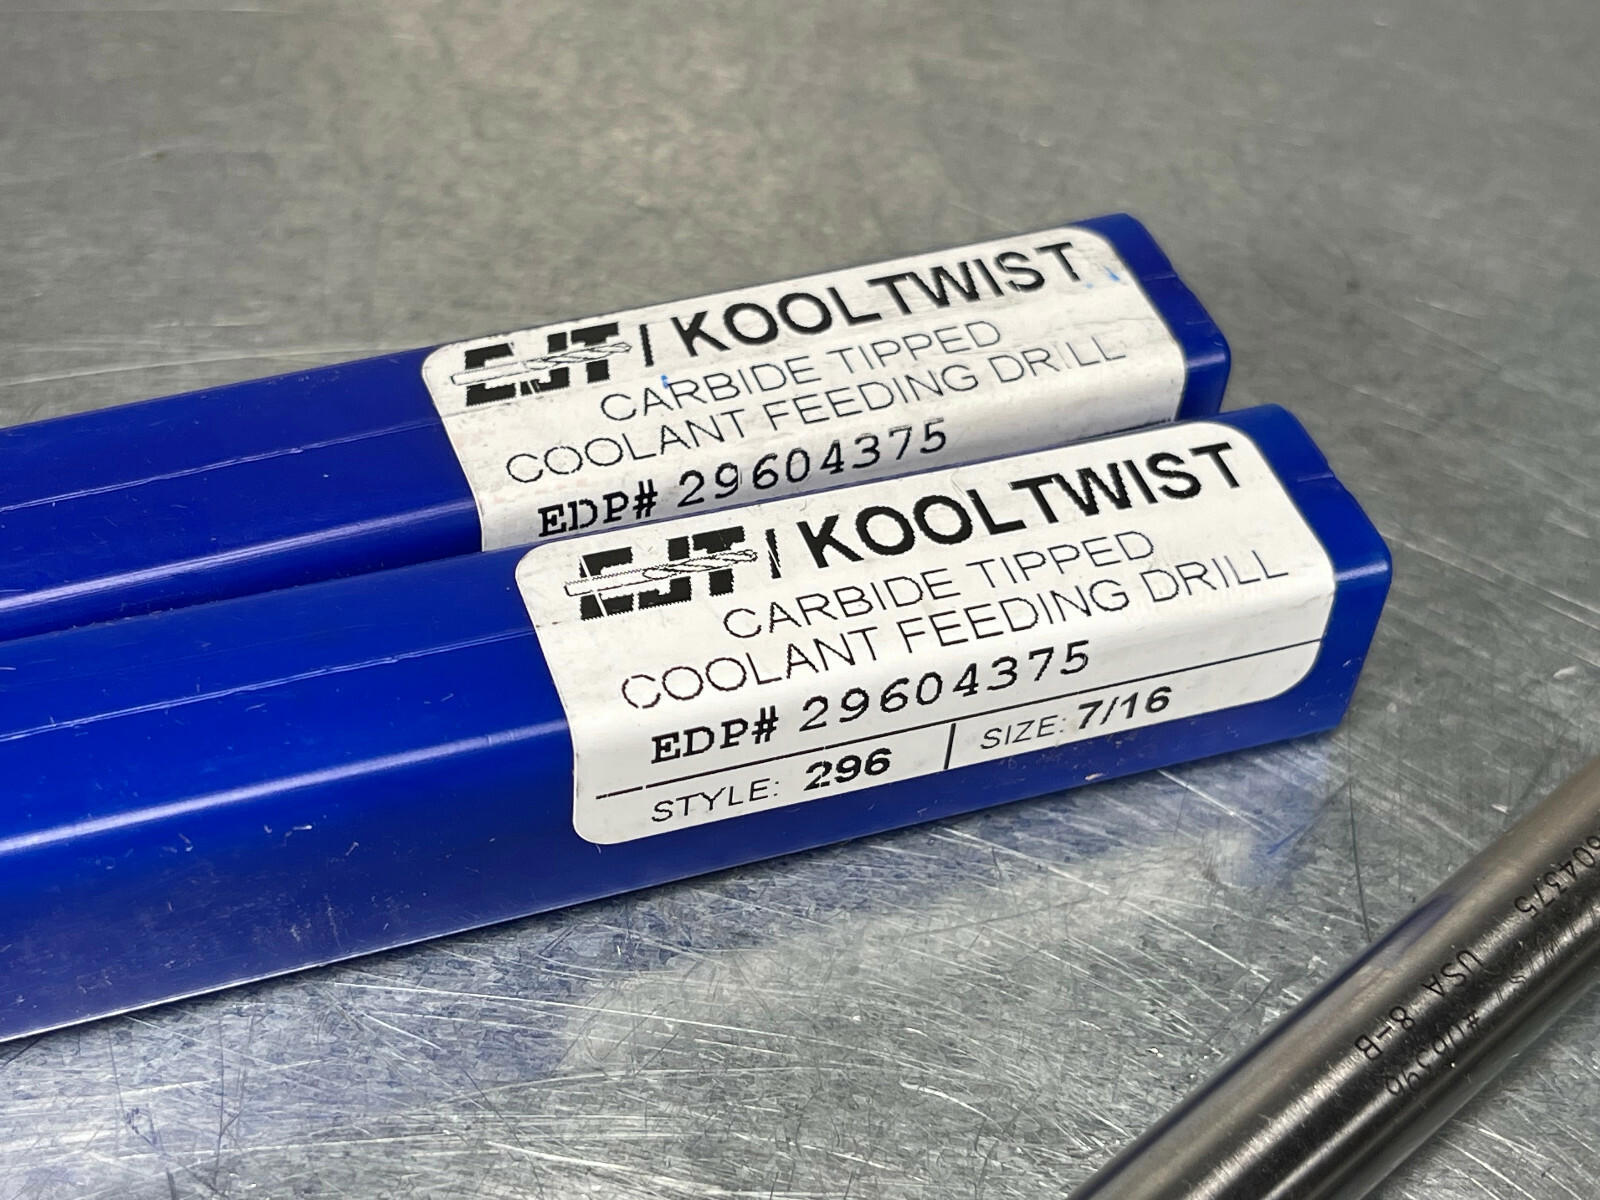 CJT | KOOLTWIST
CARBIDE TIPPED
COOLANT FEEDING DRILL
EDP# 29604375
CJT | KOOLTWIST
CARBIDE TIPPED
COOLANT FEEDING DRILL
EDP# 29604375
STYLE: 296 | SIZE: 7/16
604375
USA 8-B